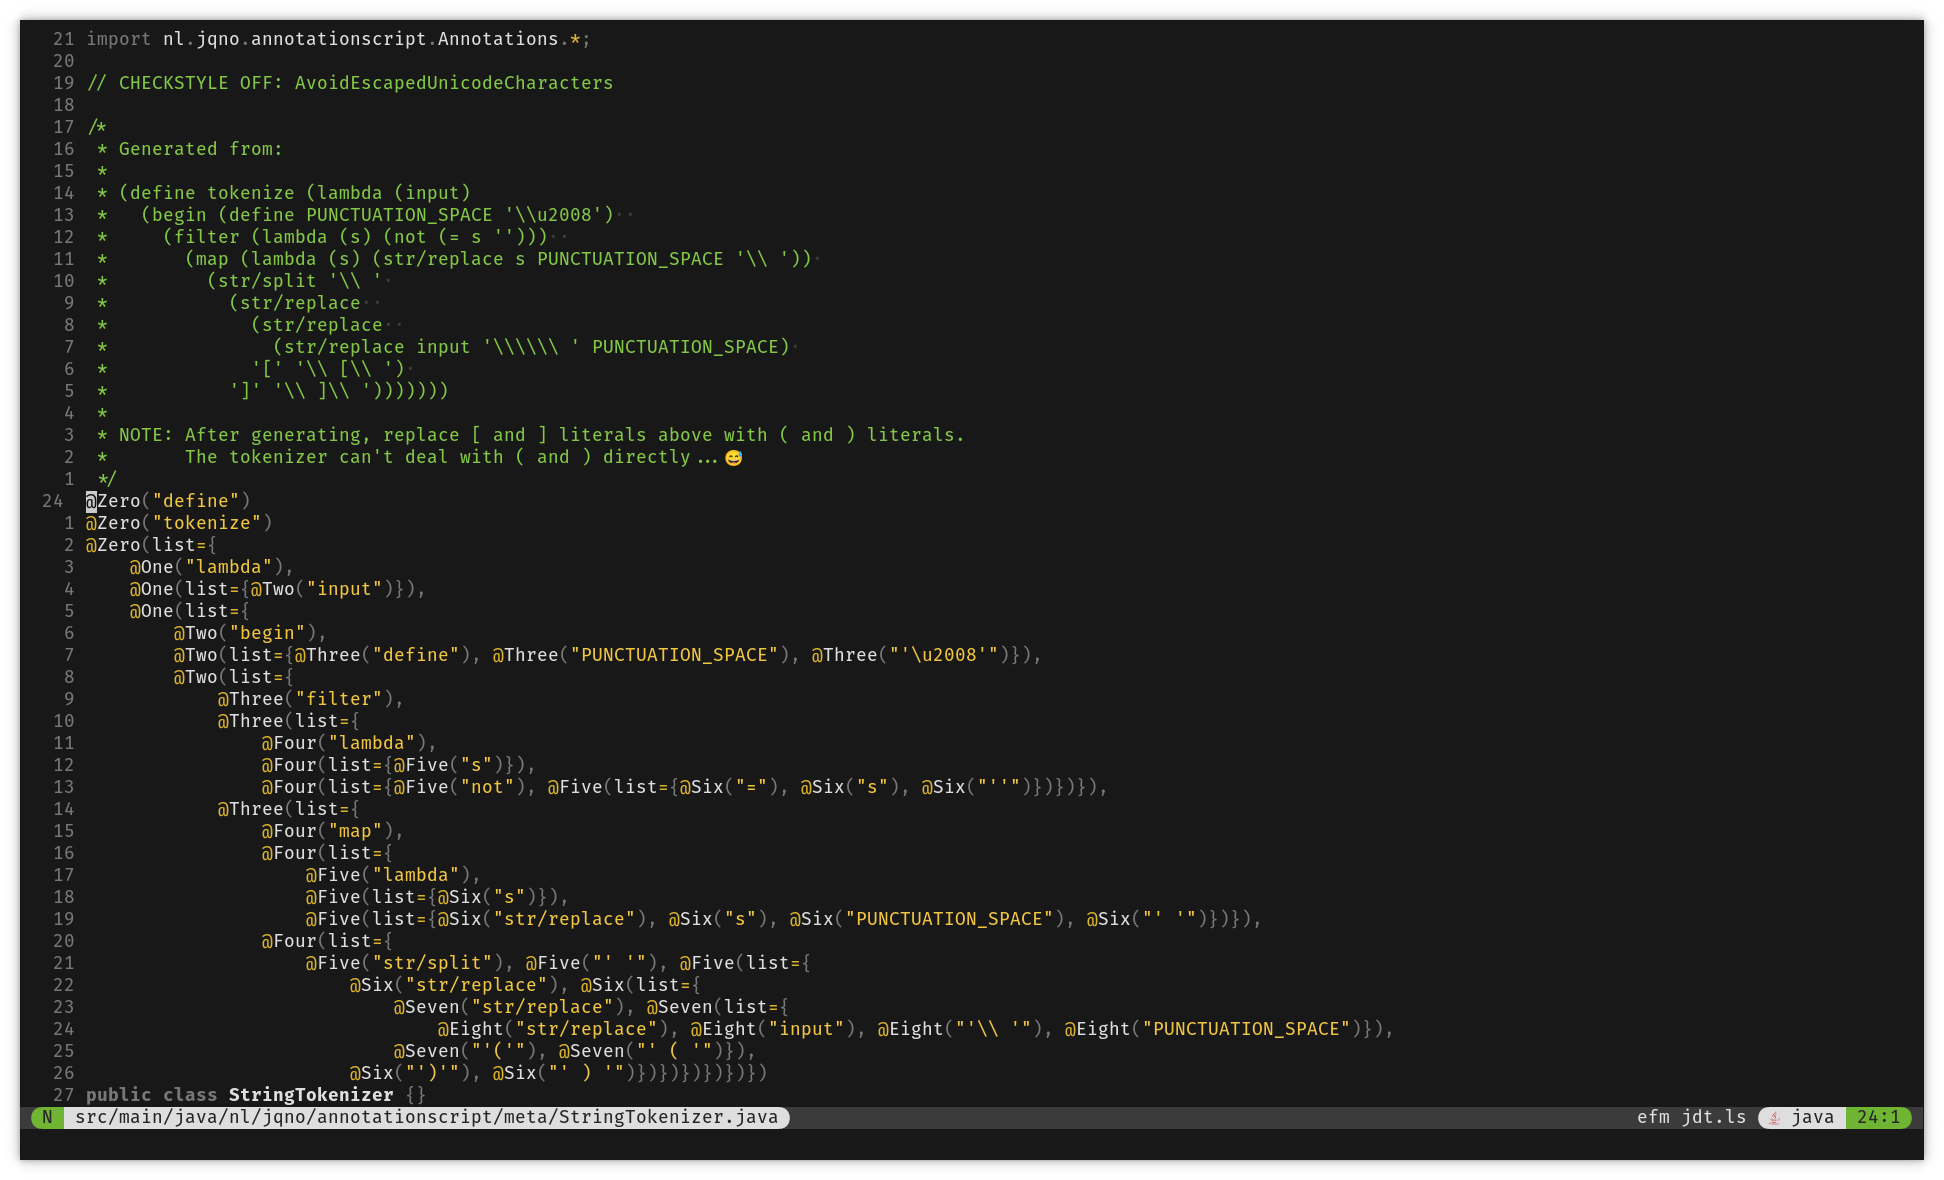 21 import nl.jqno.annotationscript.Annotations.*;
20
19 // CHECKSTYLE OFF: AvoidEscapedUnicodeCharacters
18
17 /*
16  * Generated from:
15  *
14  * (define tokenize (lambda (input)
13  *   (begin (define PUNCTUATION_SPACE '\\u2008')··
12  *     (filter (lambda (s) (not (= s '')))··
11  *       (map (lambda (s) (str/replace s PUNCTUATION_SPACE '\\ '))·
10  *         (str/split '\\ '·
9  *           (str/replace··
8  *             (str/replace··
7  *               (str/replace input '\\\\\\ ' PUNCTUATION_SPACE)·
6  *             '[' '\\ [\\ ')·
5  *           ']' '\\ ]\\ ')))))))
4  *
3  * NOTE: After generating, replace [ and ] literals above with ( and ) literals.
2  *       The tokenizer can't deal with ( and ) directly...😅
1  */
24 @Zero("define")
1 @Zero("tokenize")
2 @Zero(list={
3     @One("lambda"),
4     @One(list={@Two("input")}),
5     @One(list={
6         @Two("begin"),
7         @Two(list={@Three("define"), @Three("PUNCTUATION_SPACE"), @Three("'\u2008'")}),
8         @Two(list={
9             @Three("filter"),
10             @Three(list={
11                 @Four("lambda"),
12                 @Four(list={@Five("s")}),
13                 @Four(list={@Five("not"), @Five(list={@Six("="), @Six("s"), @Six("''")})})}),
14             @Three(list={
15                 @Four("map"),
16                 @Four(list={
17                     @Five("lambda"),
18                     @Five(list={@Six("s")}),
19                     @Five(list={@Six("str/replace"), @Six("s"), @Six("PUNCTUATION_SPACE"), @Six("' '")})}),
20                 @Four(list={
21                     @Five("str/split"), @Five("' '"), @Five(list={
22                         @Six("str/replace"), @Six(list={
23                             @Seven("str/replace"), @Seven(list={
24                                 @Eight("str/replace"), @Eight("input"), @Eight("'\\ '"), @Eight("PUNCTUATION_SPACE")}),
25                             @Seven("'('"), @Seven("' ( '")}),
26                         @Six("')'"), @Six("' ) '")})})})})})})
27 public class StringTokenizer {}
N src/main/java/nl/jqno/annotationscript/meta/StringTokenizer.java efm jdt.ls java 24:1